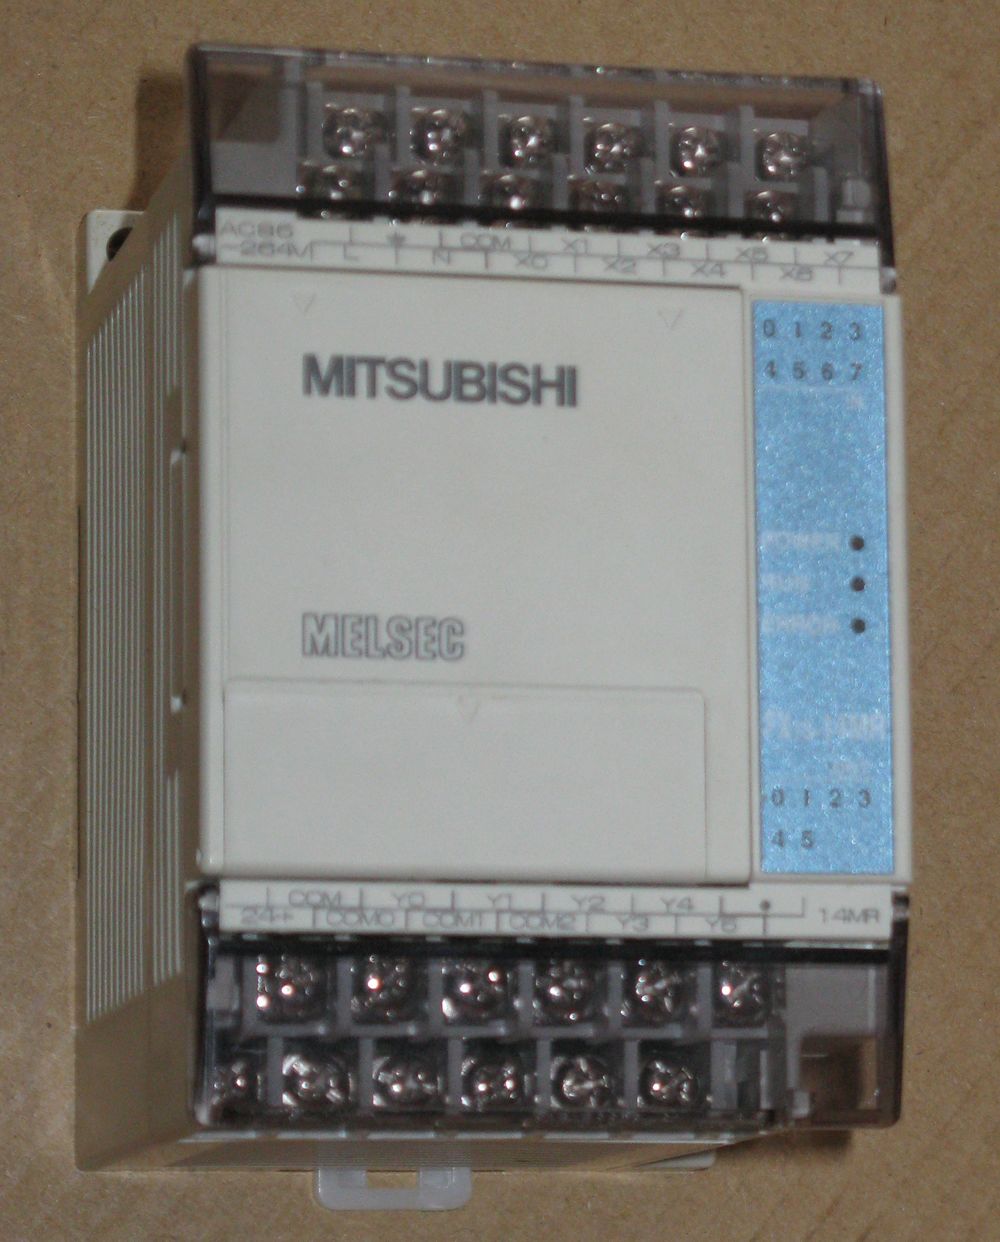 AC85 COM X1 X3 X5 X7
~264V L N X0 X2 X4 X6
0 1 2 3
4 5 6 7
MITSUBISHI
POWER
RUN
MELSEC
0 1 2 3
4 5
COM Y0 Y1 Y2 Y4
24+ COM0 COM1 COM2 Y3 Y5 14MR